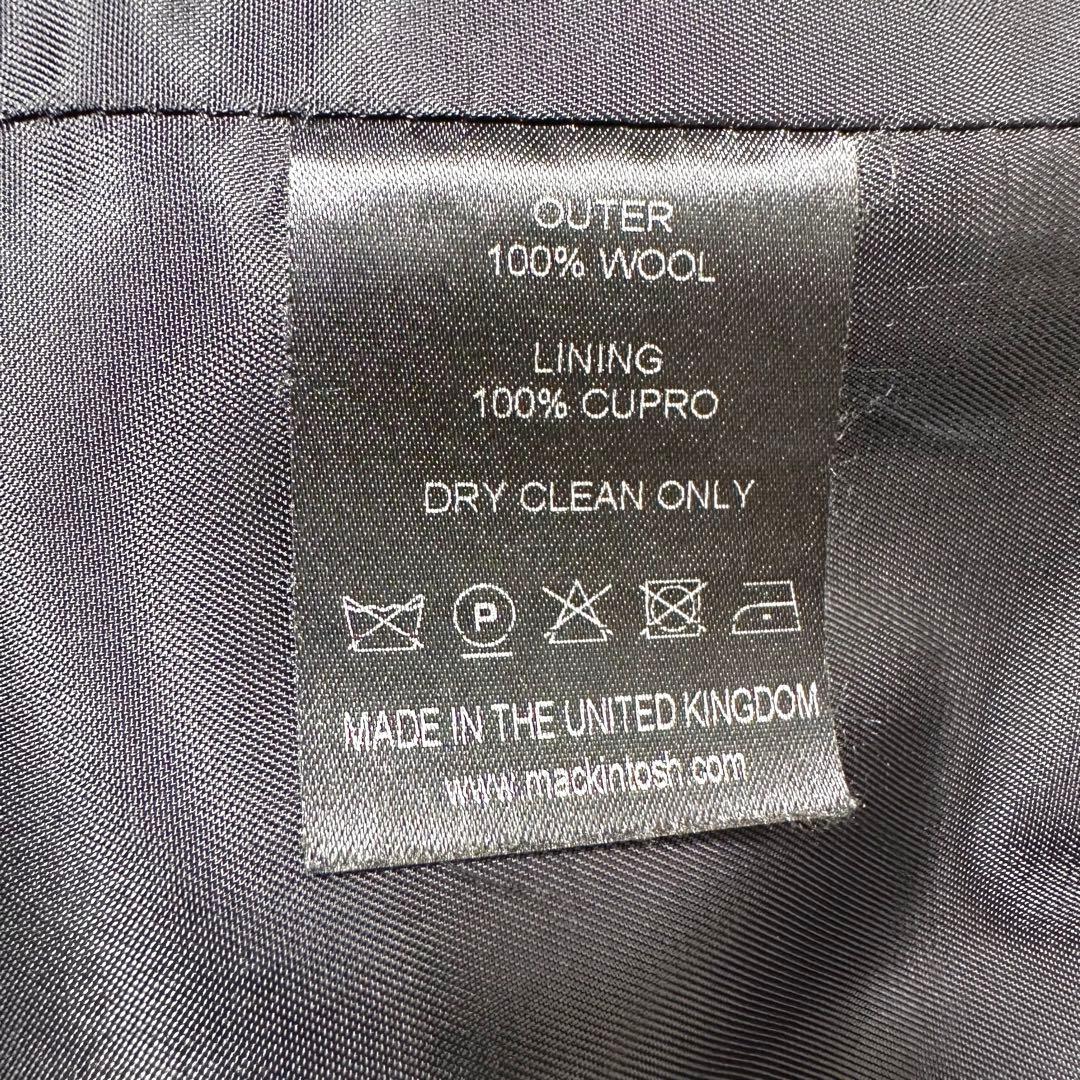 OUTER
100% WOOL
LINING
100% CUPRO
DRY CLEAN ONLY
P
MADE IN THE UNITED KINGDOM
www.mackintosh.com